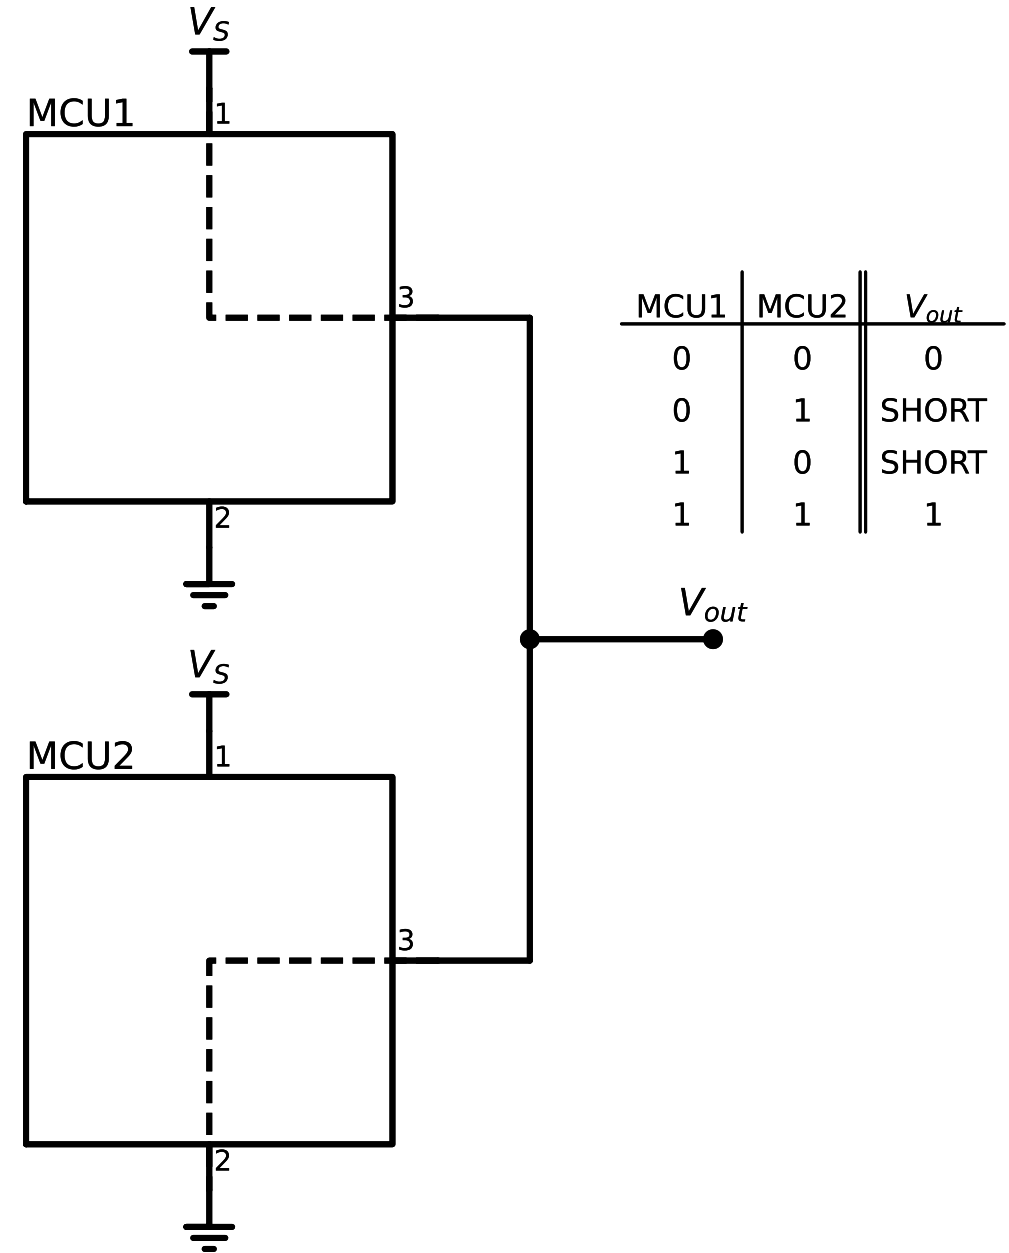 V_S
MCU1
1
3
2
MCU1 MCU2 V_out
0 0 0
0 1 SHORT
1 0 SHORT
1 1 1
V_out
V_S
MCU2
1
3
2